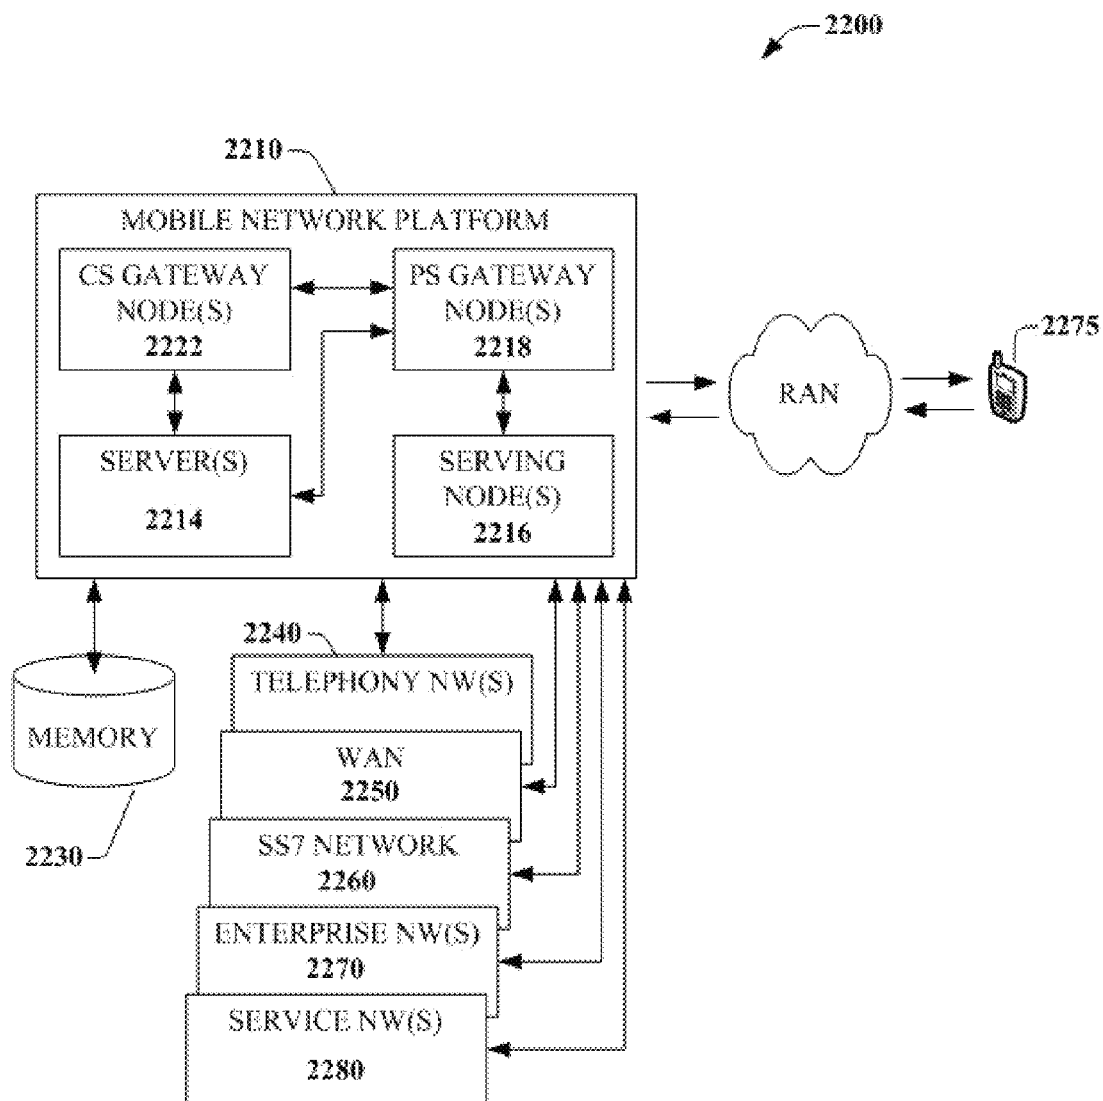 2200
2210
MOBILE NETWORK PLATFORM
CS GATEWAY
NODE(S)
2222
PS GATEWAY
NODE(S)
2218
SERVER(S)
2214
SERVING
NODE(S)
2216
RAN
2275
2240
TELEPHONY NW(S)
MEMORY
2230
WAN
2250
SS7 NETWORK
2260
ENTERPRISE NW(S)
2270
SERVICE NW(S)
2280